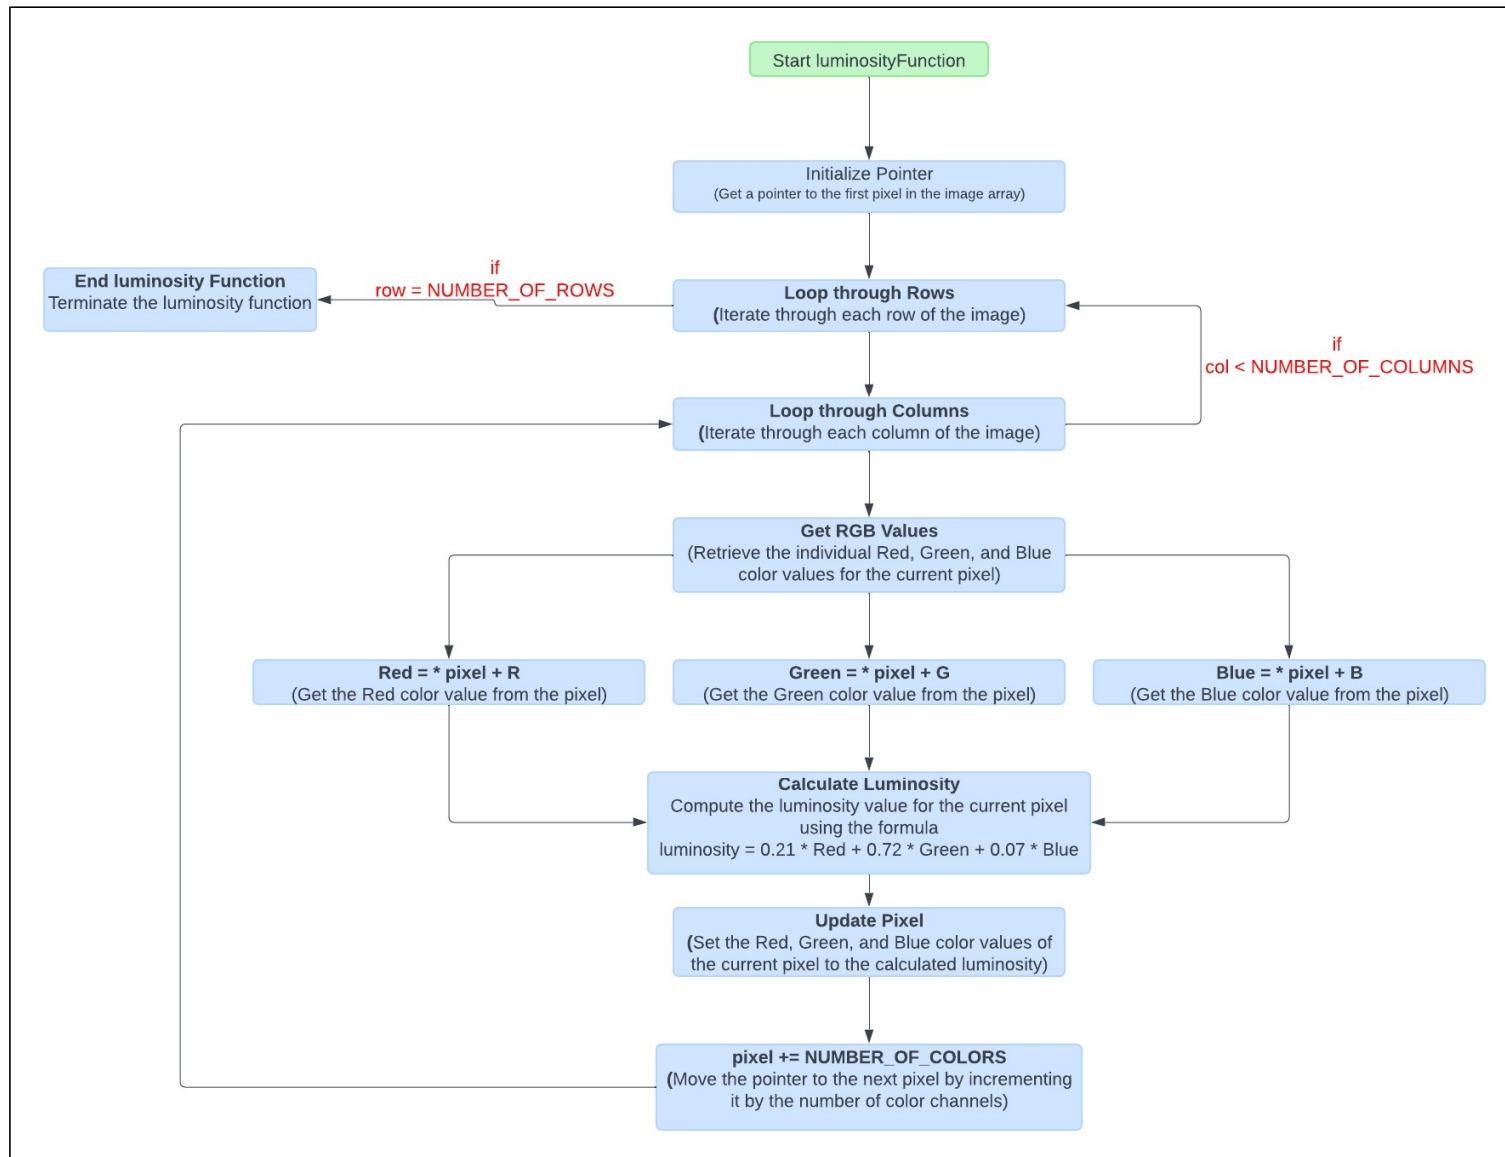 Start luminosityFunction
Initialize Pointer
(Get a pointer to the first pixel in the image array)
End luminosity Function
Terminate the luminosity function
if
row = NUMBER_OF_ROWS
Loop through Rows
(Iterate through each row of the image)
if
col < NUMBER_OF_COLUMNS
Loop through Columns
(Iterate through each column of the image)
Get RGB Values
(Retrieve the individual Red, Green, and Blue
color values for the current pixel)
Red = * pixel + R
(Get the Red color value from the pixel)
Green = * pixel + G
(Get the Green color value from the pixel)
Blue = * pixel + B
(Get the Blue color value from the pixel)
Calculate Luminosity
Compute the luminosity value for the current pixel
using the formula
luminosity = 0.21 * Red + 0.72 * Green + 0.07 * Blue
Update Pixel
(Set the Red, Green, and Blue color values of
the current pixel to the calculated luminosity)
pixel += NUMBER_OF_COLORS
(Move the pointer to the next pixel by incrementing
it by the number of color channels)